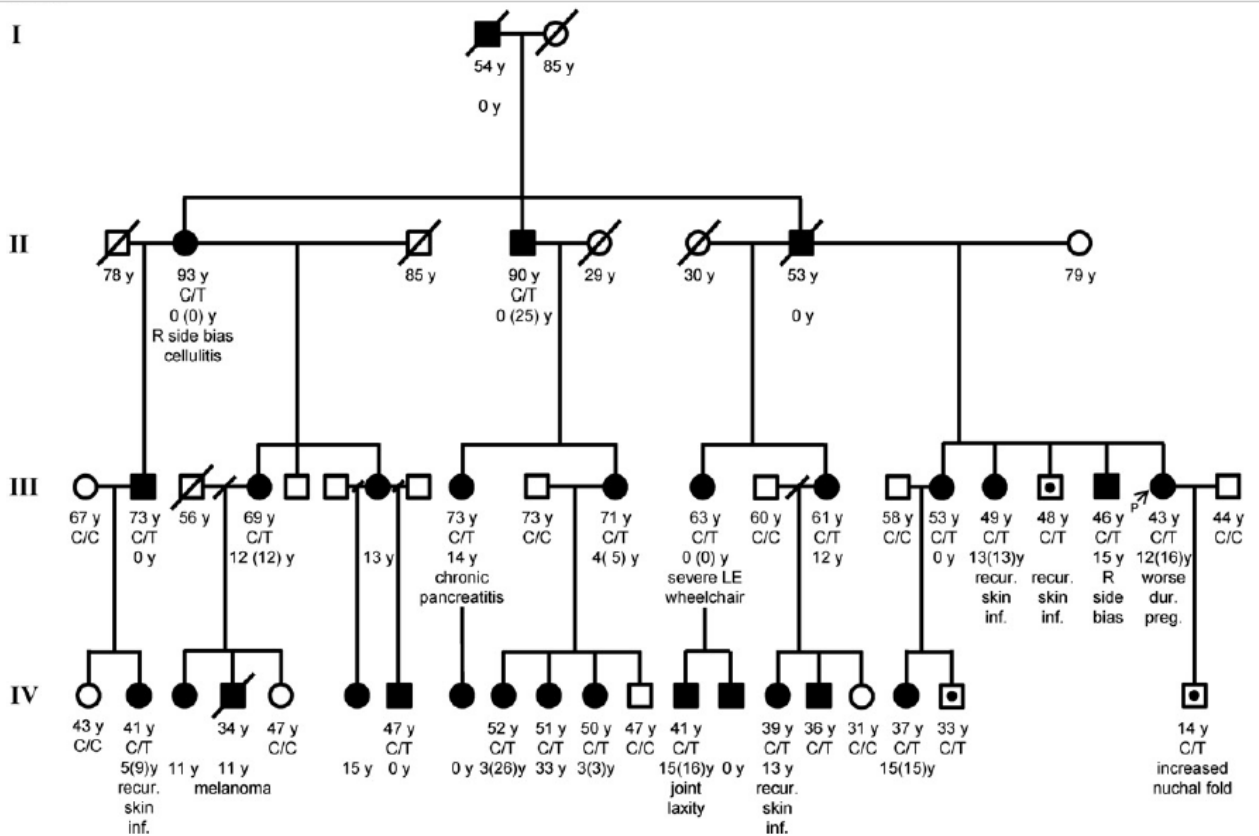 I
54 y 85 y
0 y
II
78 y 93 y 85 y 90 y 29 y 30 y 53 y 79 y
C/T C/T
0 (0) y 0 (25) y 0 y
R side bias
cellulitis
III
P
67 y 73 y 56 y 69 y 73 y 73 y 71 y 63 y 60 y 61 y 58 y 53 y 49 y 48 y 46 y 43 y 44 y
C/C C/T C/T C/T C/C C/T C/T C/C C/T C/C C/T C/T C/T C/T C/T C/C
0 y 12 (12) y 13 y 14 y 4( 5) y 0 (0) y 12 y 0 y 13(13)y 15 y 12(16)y
chronic severe LE recur. recur. R worse
pancreatitis wheelchair skin skin side dur.
inf. inf. bias preg.
IV
43 y 41 y 34 y 47 y 47 y 52 y 51 y 50 y 47 y 41 y 39 y 36 y 31 y 37 y 33 y 14 y
C/C C/T C/C C/T C/T C/T C/T C/C C/T C/T C/T C/C C/T C/T C/T
5(9)y 11 y 11 y 15 y 0 y 0 y 3(26)y 33 y 3(3)y 15(16)y 0 y 13 y 15(15)y
recur. melanoma joint recur. increased
skin laxity skin nuchal fold
inf. inf.